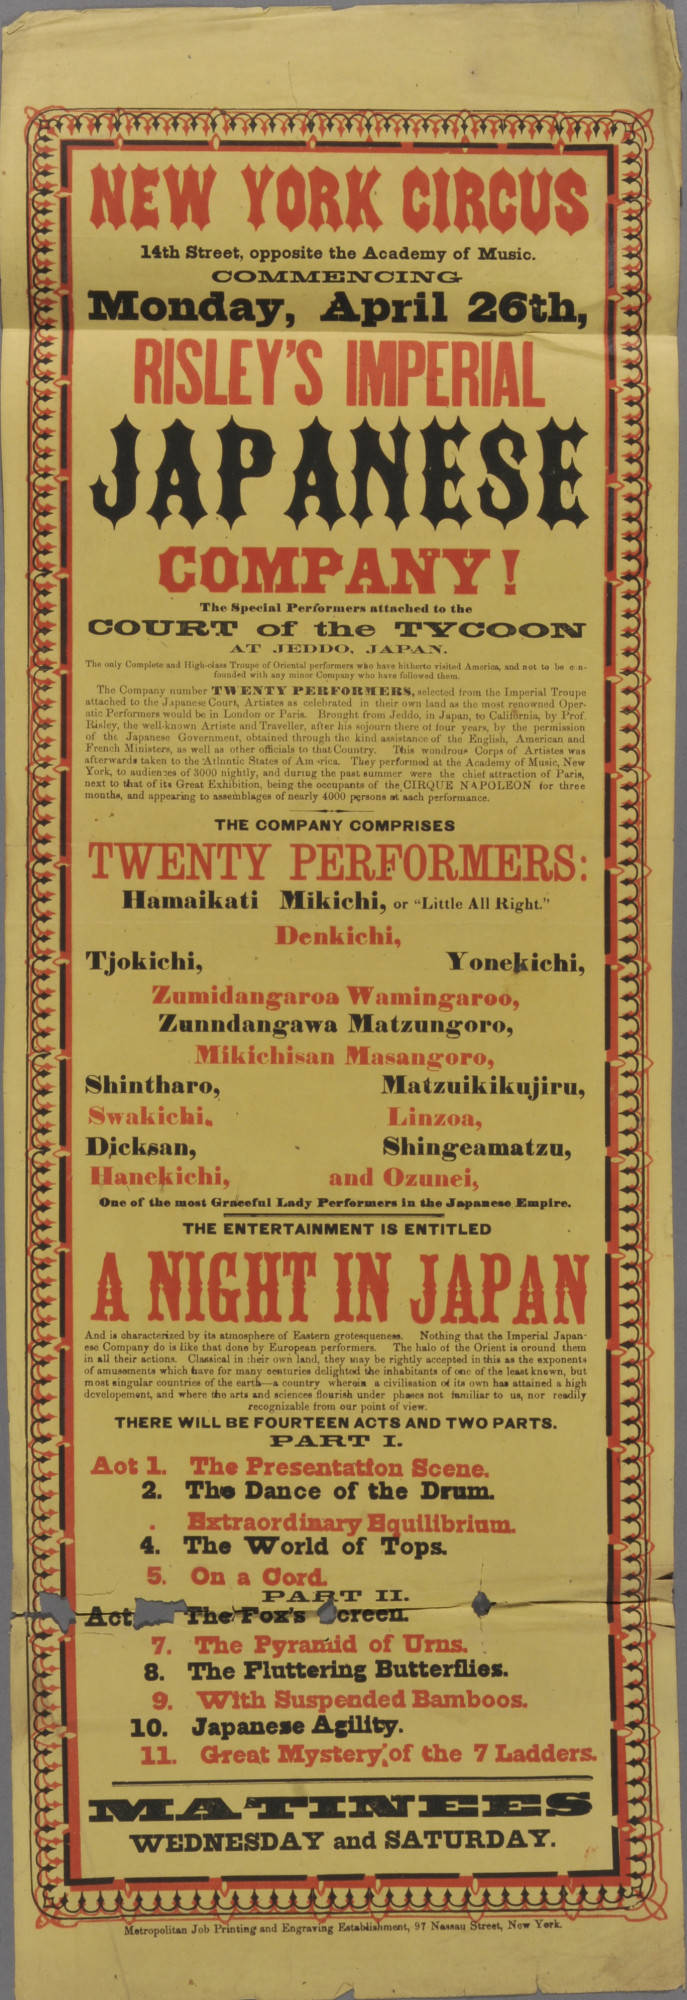 NEW YORK CIRCUS
14th Street, opposite the Academy of Music.
COMMENCING
Monday, April 26th,
RISLEY'S IMPERIAL
JAPANESE
COMPANY!
The Special Performers attached to the
COURT of the TYCOON
AT JEDDO, JAPAN.
The only Complete and High-class Troupe of Oriental performers who have hitherto visited America, and not to be con-
founded with any minor Company who have followed them.
The Company number TWENTY PERFORMERS, selected from the Imperial Troupe
attached to the Japanese Court, Artistes as celebrated in their own land as the most renowned Oper-
atic Performers would be in London or Paris. Brought from Jeddo, in Japan, to California, by Prof.
Risley, the well-known Artiste and Traveller, after his sojourn there of four years, by the permission
of the Japanese Government, obtained through the kind assistance of the English, American and
French Ministers, as well as other officials to that Country. This wondrous Corps of Artistes was
afterwards taken to the Atlantic States of America. They performed at the Academy of Music, New
York, to audiences of 3000 nightly, and during the past summer were the chief attraction of Paris,
next to that of its Great Exhibition, being the occupants of the CIRQUE NAPOLEON for three
months, and appearing to assemblages of nearly 4000 persons at each performance.
THE COMPANY COMPRISES
TWENTY PERFORMERS:
Hamaikati Mikichi, or "Little All Right."
Denkichi,
Tjokichi, Yonekichi,
Zumidangaroa Wamingaroo,
Zunndangawa Matzungoro,
Mikichisan Masangoro,
Shintharo, Matzuikikujiru,
Swakichi, Linzoa,
Dicksan, Shingeamatzu,
Hanekichi, and Ozunei,
One of the most Graceful Lady Performers in the Japanese Empire.
THE ENTERTAINMENT IS ENTITLED
A NIGHT IN JAPAN
And is characterized by its atmosphere of Eastern grotesqueness. Nothing that the Imperial Japan-
ese Company do is like that done by European performers. The halo of the Orient is around them
in all their actions. Classical in their own land, they may be rightly accepted in this as the exponents
of amusements which have for many centuries delighted the inhabitants of one of the least known, but
most singular countries of the earth—a country wherein a civilisation of its own has attained a high
development, and where the arts and sciences flourish under phases not familiar to us, nor readily
recognizable from our point of view.
THERE WILL BE FOURTEEN ACTS AND TWO PARTS.
PART I.
Act 1. The Presentation Scene.
2. The Dance of the Drum.
. Extraordinary Equilibrium.
4. The World of Tops.
5. On a Cord.
PART II.
Act The Fox's creen.
7. The Pyramid of Urns.
8. The Fluttering Butterflies.
9. With Suspended Bamboos.
10. Japanese Agility.
11. Great Mystery of the 7 Ladders.
MATINEES
WEDNESDAY and SATURDAY.
Metropolitan Job Printing and Engraving Establishment, 97 Nassau Street, New York.